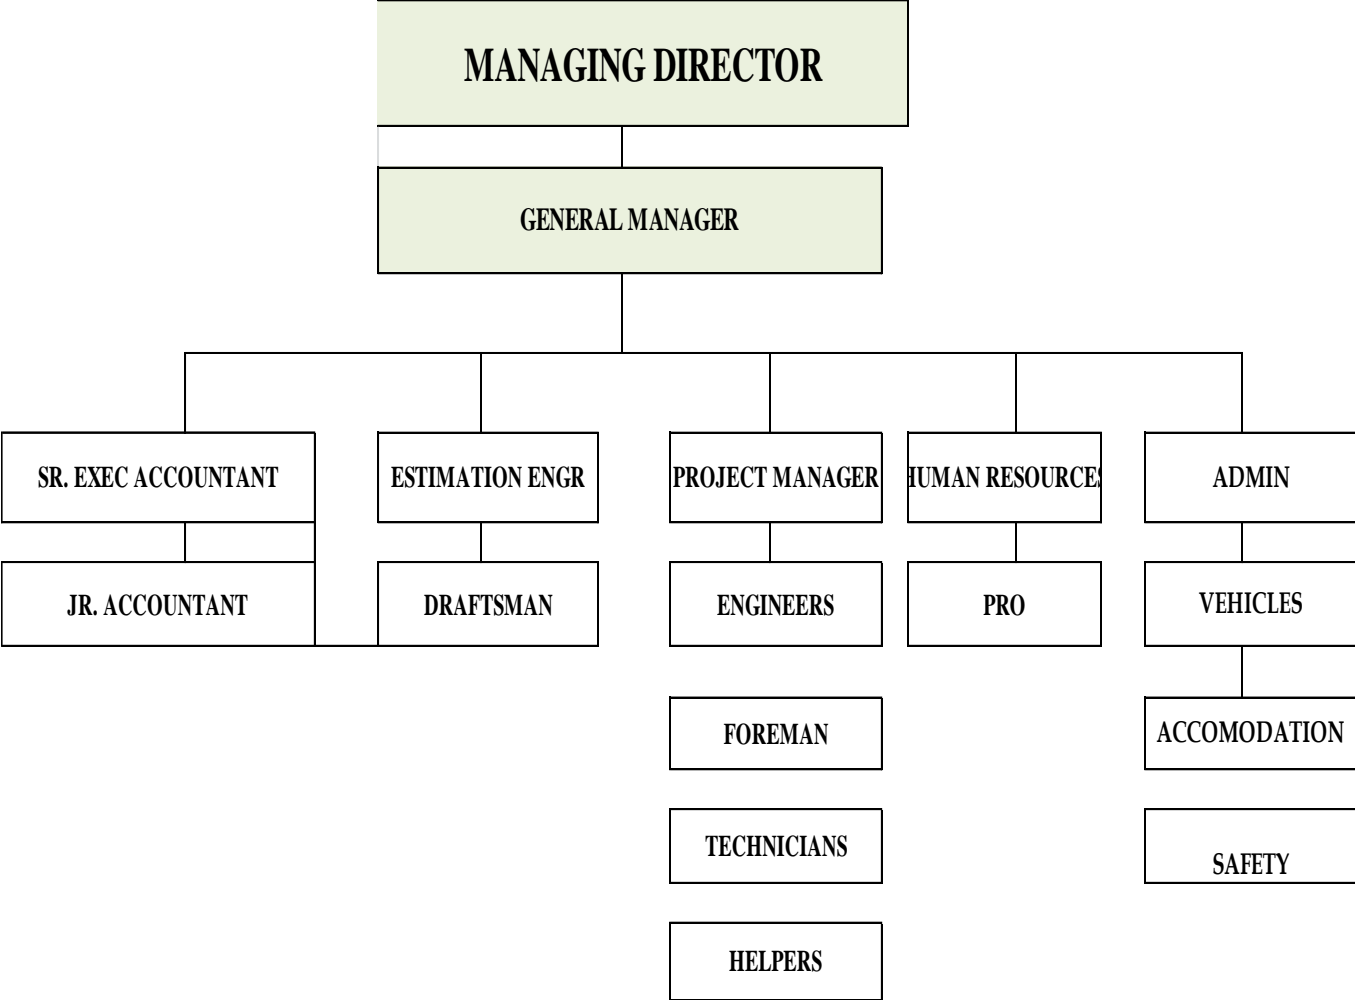 MANAGING DIRECTOR
GENERAL MANAGER
SR. EXEC ACCOUNTANT
ESTIMATION ENGR
PROJECT MANAGER
HUMAN RESOURCES
ADMIN
JR. ACCOUNTANT
DRAFTSMAN
ENGINEERS
PRO
VEHICLES
FOREMAN
ACCOMODATION
TECHNICIANS
SAFETY
HELPERS